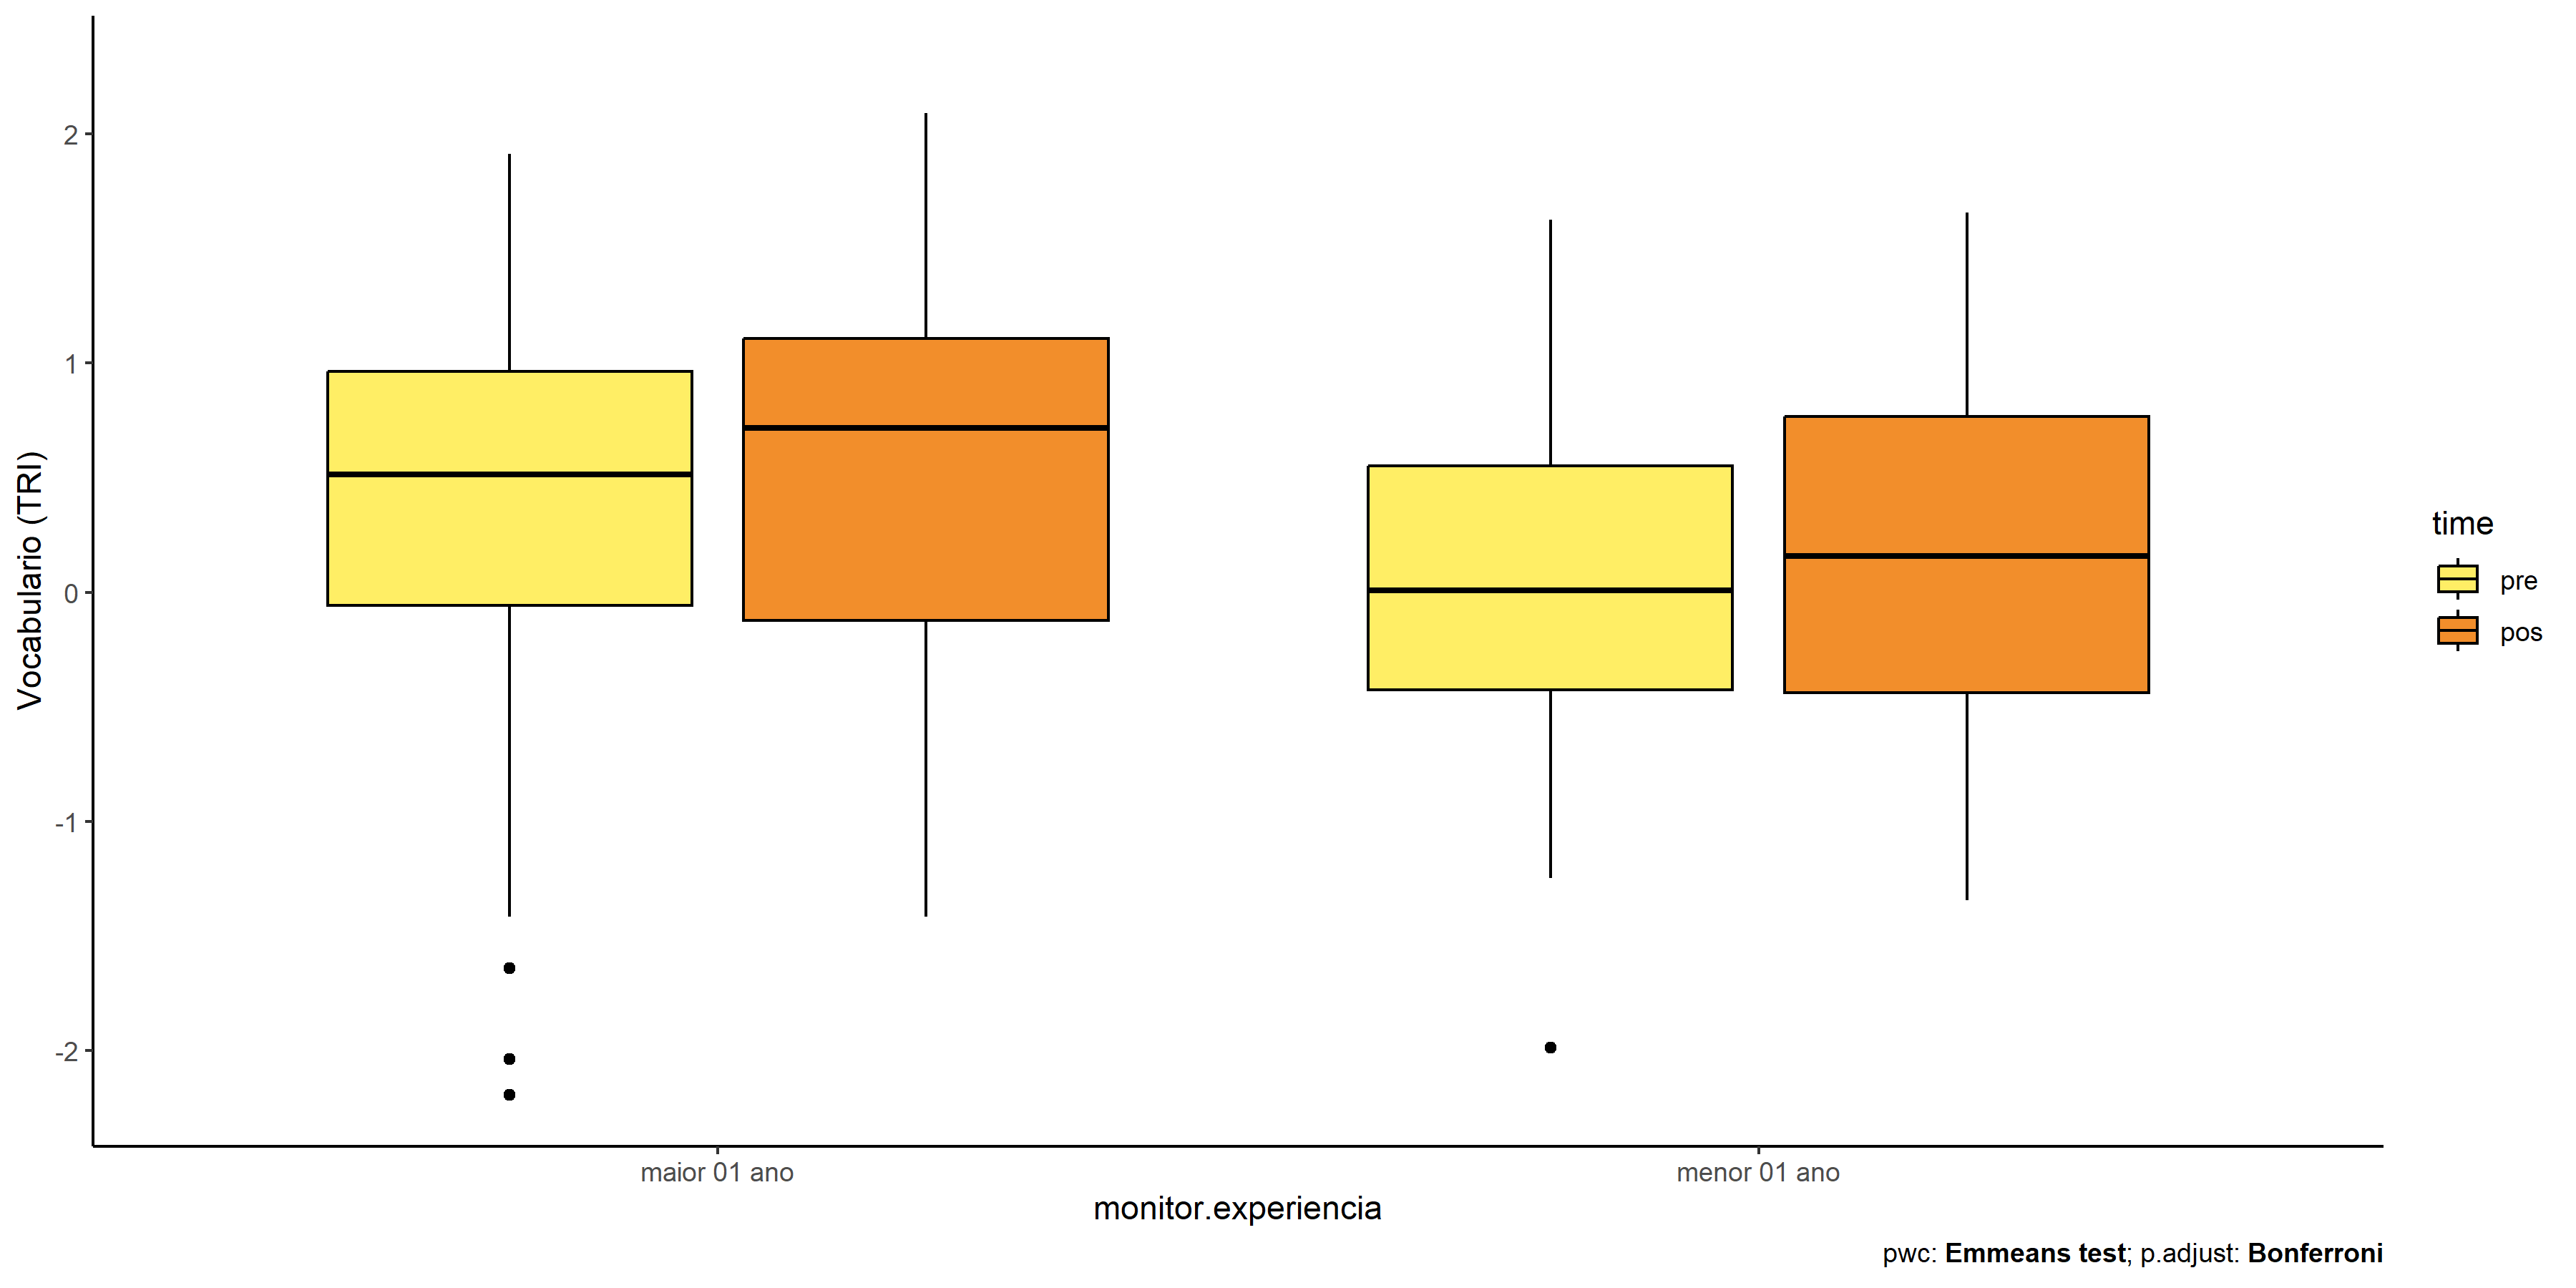 Vocabulario (TRI)
2
1
0
-1
-2
maior 01 ano
menor 01 ano
monitor.experiencia
time
pre
pos
pwc: Emmeans test; p.adjust: Bonferroni